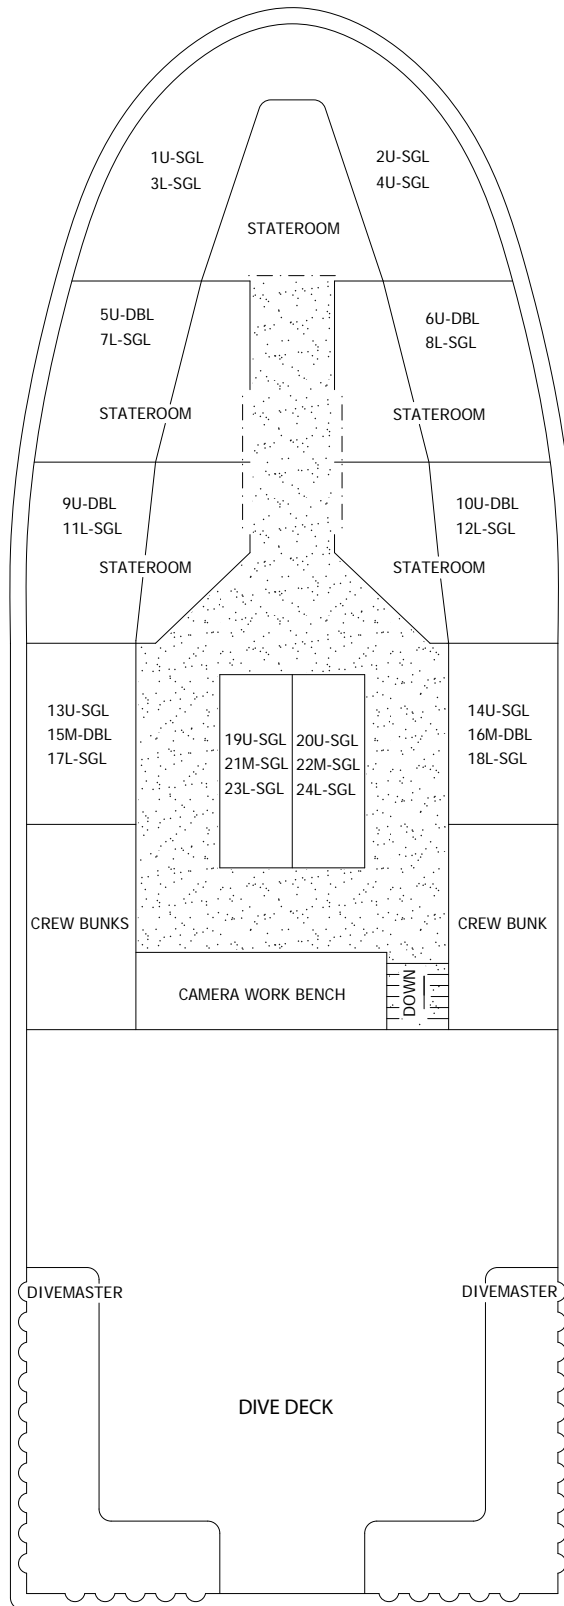 1U-SGL
3L-SGL
2U-SGL
4U-SGL
STATEROOM
5U-DBL
7L-SGL
6U-DBL
8L-SGL
STATEROOM
STATEROOM
9U-DBL
11L-SGL
10U-DBL
12L-SGL
STATEROOM
STATEROOM
13U-SGL
15M-DBL
17L-SGL
19U-SGL
21M-SGL
23L-SGL
20U-SGL
22M-SGL
24L-SGL
14U-SGL
16M-DBL
18L-SGL
CREW BUNKS
CREW BUNK
CAMERA WORK BENCH
DOWN
DIVEMASTER
DIVEMASTER
DIVE DECK